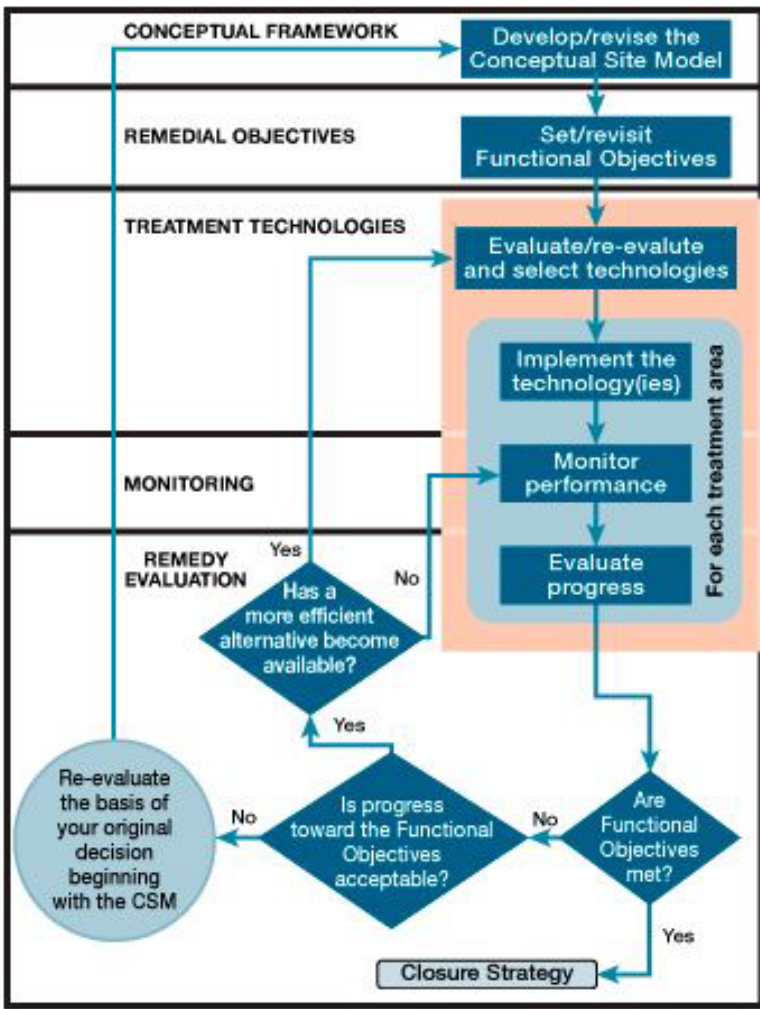 CONCEPTUAL FRAMEWORK
Develop/revise the
Conceptual Site Model
REMEDIAL OBJECTIVES
Set/revisit
Functional Objectives
TREATMENT TECHNOLOGIES
Evaluate/re-evalute
and select technologies
Implement the
technology(ies)
For each treatment area
MONITORING
Monitor
performance
REMEDY
EVALUATION
Evaluate
progress
Yes
No
Has a
more efficient
alternative become
available?
Yes
Re-evaluate
the basis of
your original
decision
beginning
with the CSM
No
Is progress
toward the Functional
Objectives
acceptable?
No
Are
Functional
Objectives
met?
Yes
Closure Strategy